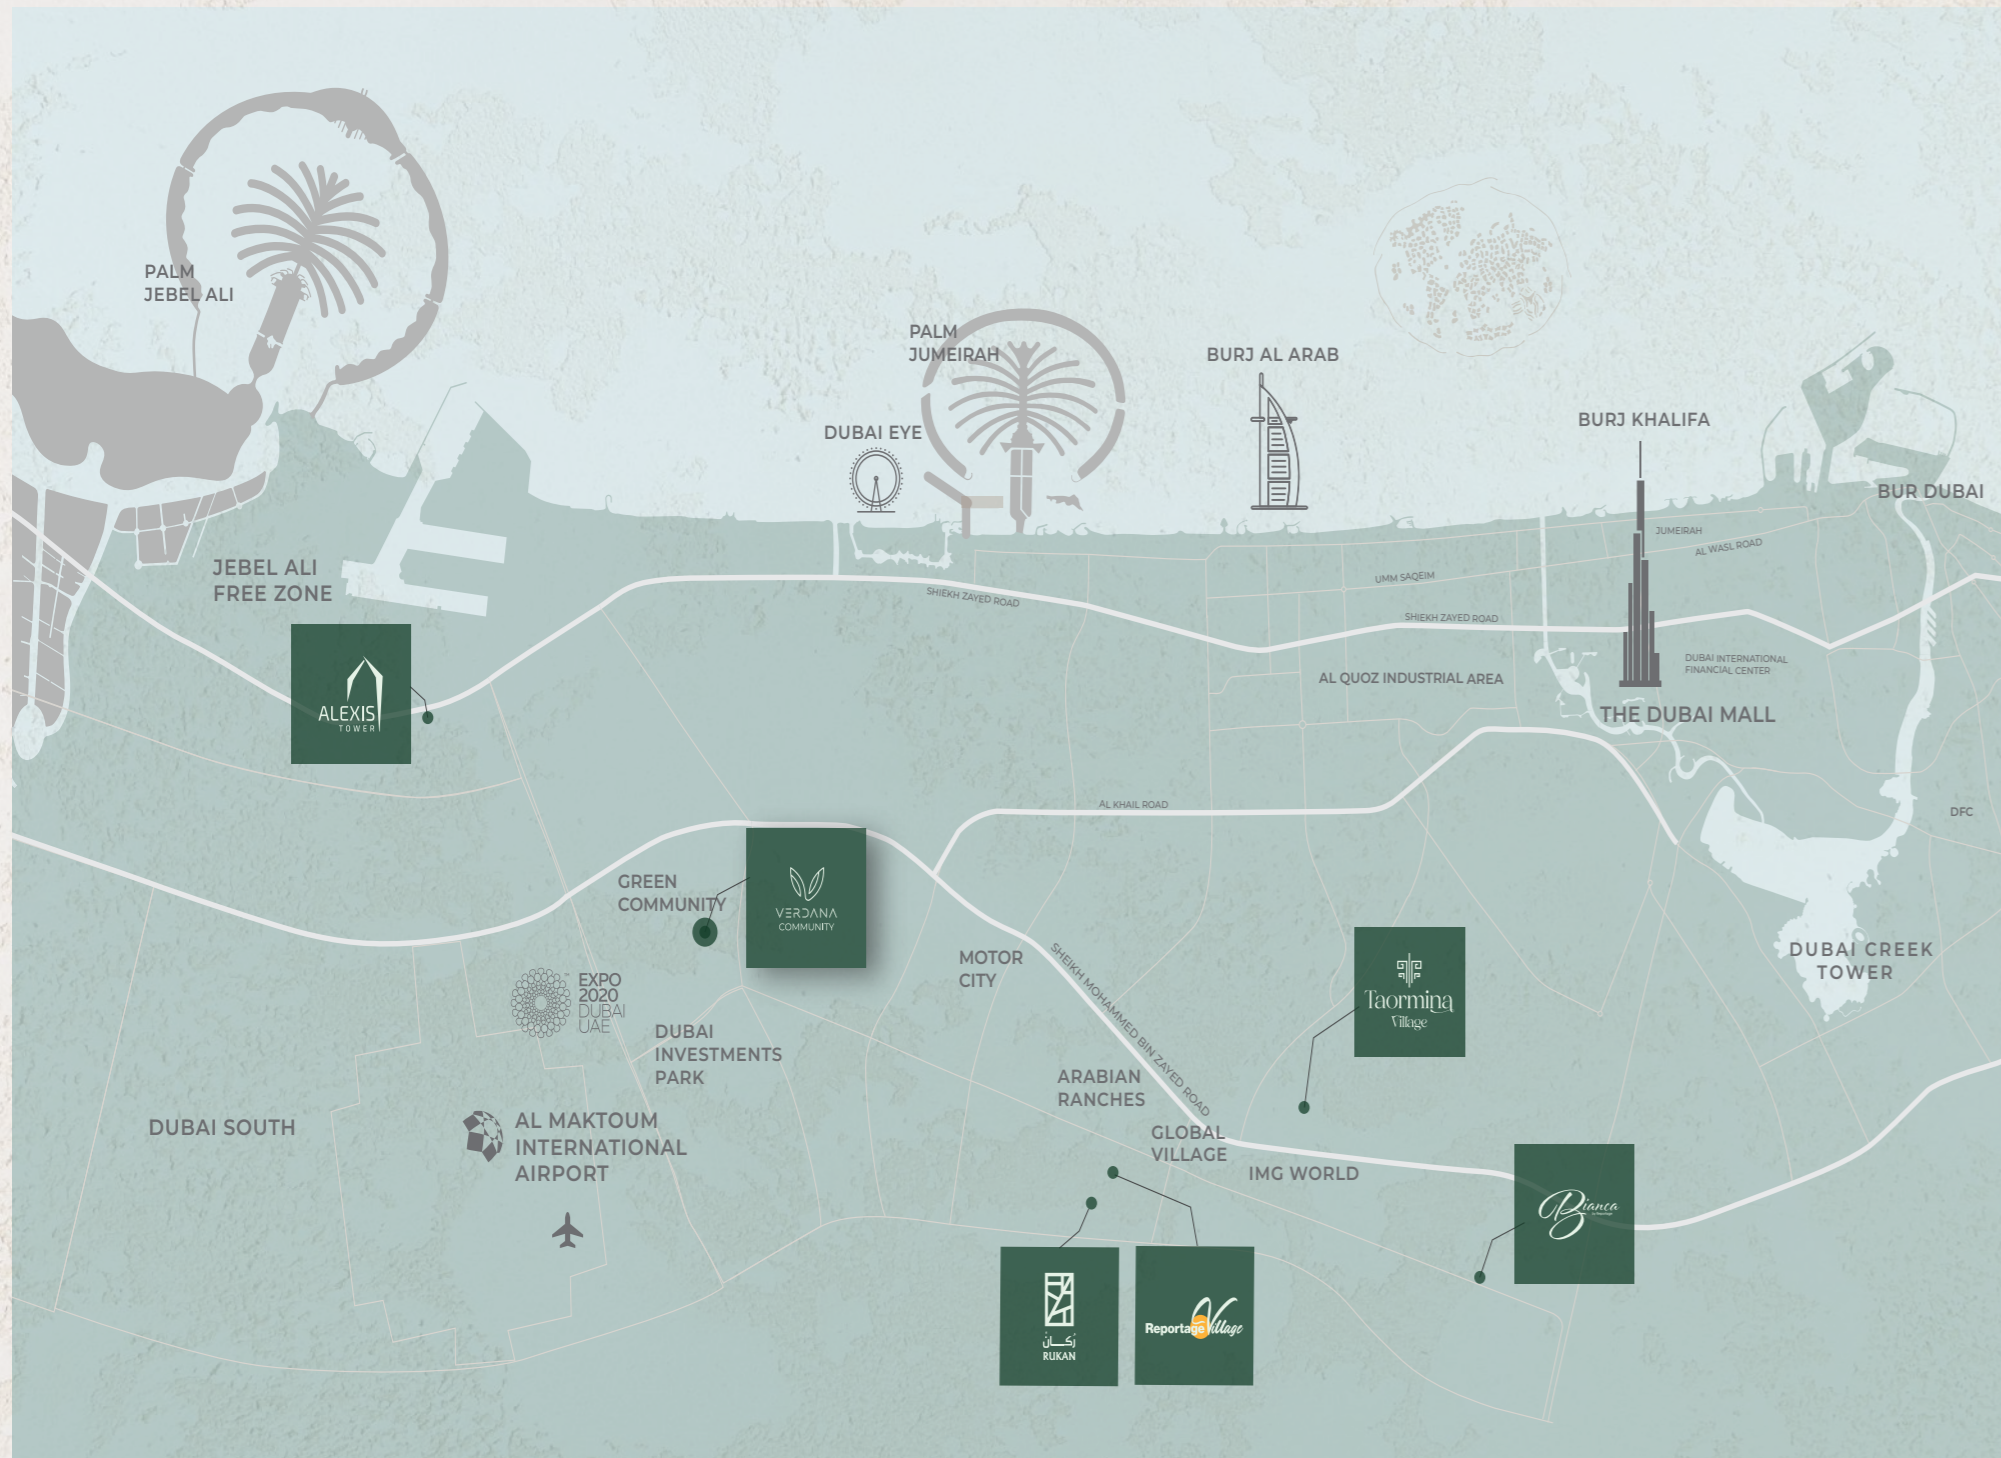 PALM
JEBEL ALI
PALM
JUMEIRAH
BURJ AL ARAB
DUBAI EYE
BURJ KHALIFA
BUR DUBAI
JUMEIRAH
AL WASL ROAD
JEBEL ALI
FREE ZONE
UMM SAQEIM
SHIEKH ZAYED ROAD
SHIEKH ZAYED ROAD
DUBAI INTERNATIONAL
FINANCIAL CENTER
AL QUOZ INDUSTRIAL AREA
ALEXIS
TOWER
THE DUBAI MALL
AL KHAIL ROAD
DFC
GREEN
COMMUNITY
VERDANA
COMMUNITY
MOTOR
CITY
SHEIKH MOHAMMED BIN ZAYED ROAD
DUBAI CREEK
TOWER
EXPO
2020
DUBAI
UAE
Taormina
Village
DUBAI
INVESTMENTS
PARK
ARABIAN
RANCHES
DUBAI SOUTH
AL MAKTOUM
INTERNATIONAL
AIRPORT
GLOBAL
VILLAGE
IMG WORLD
Bianca
رُكــانْ
RUKAN
Reportage Village